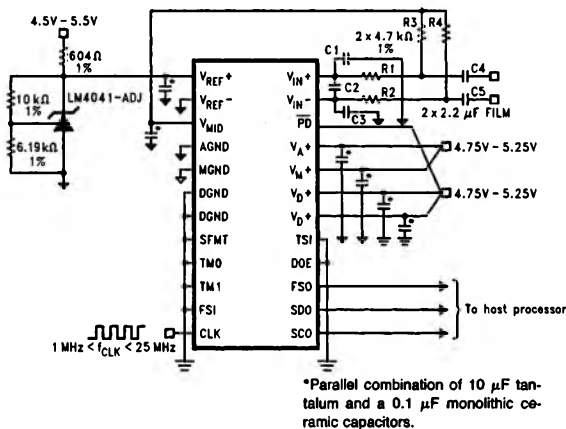 4.5V-5.5V
604Ω
1%
LM4041-ADJ
10kΩ
1%
6.19kΩ
1%
VREF+
VREF-
VMID
AGND
MGND
DGND
DGND
SFMT
TM0
TM1
FSI
CLK
1 MHz < fCLK < 25 MHz
VIN+
VIN-
PD
VA+
VM+
VD+
VD+
TSI
DOE
FSO
SDO
SCO
C1
2 x 4.7 kΩ
1%
R3
R4
R1
C4
C2
R2
C5
C3
2 x 2.2 μF FILM
4.75V-5.25V
4.75V-5.25V
To host processor
*Parallel combination of 10 μF tan-
talum and a 0.1 μF monolithic ce-
ramic capacitors.